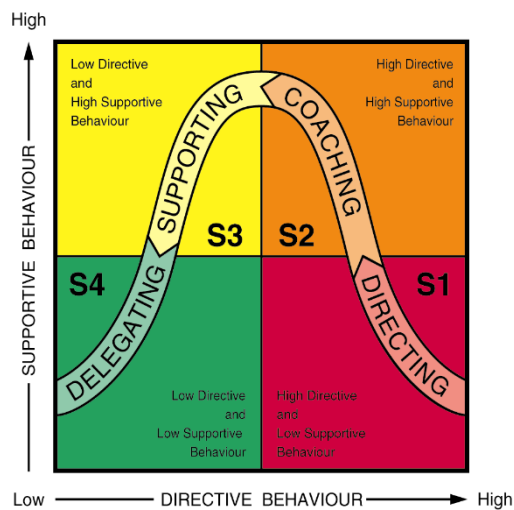 High
Low Directive
and
High Supportive
Behaviour
High Directive
and
High Supportive
Behaviour
SUPPORTING
COACHING
S3
S2
SUPPORTIVE BEHAVIOUR
S4
S1
DELEGATING
DIRECTING
Low Directive
and
Low Supportive
Behaviour
High Directive
and
Low Supportive
Behaviour
Low
DIRECTIVE BEHAVIOUR
High